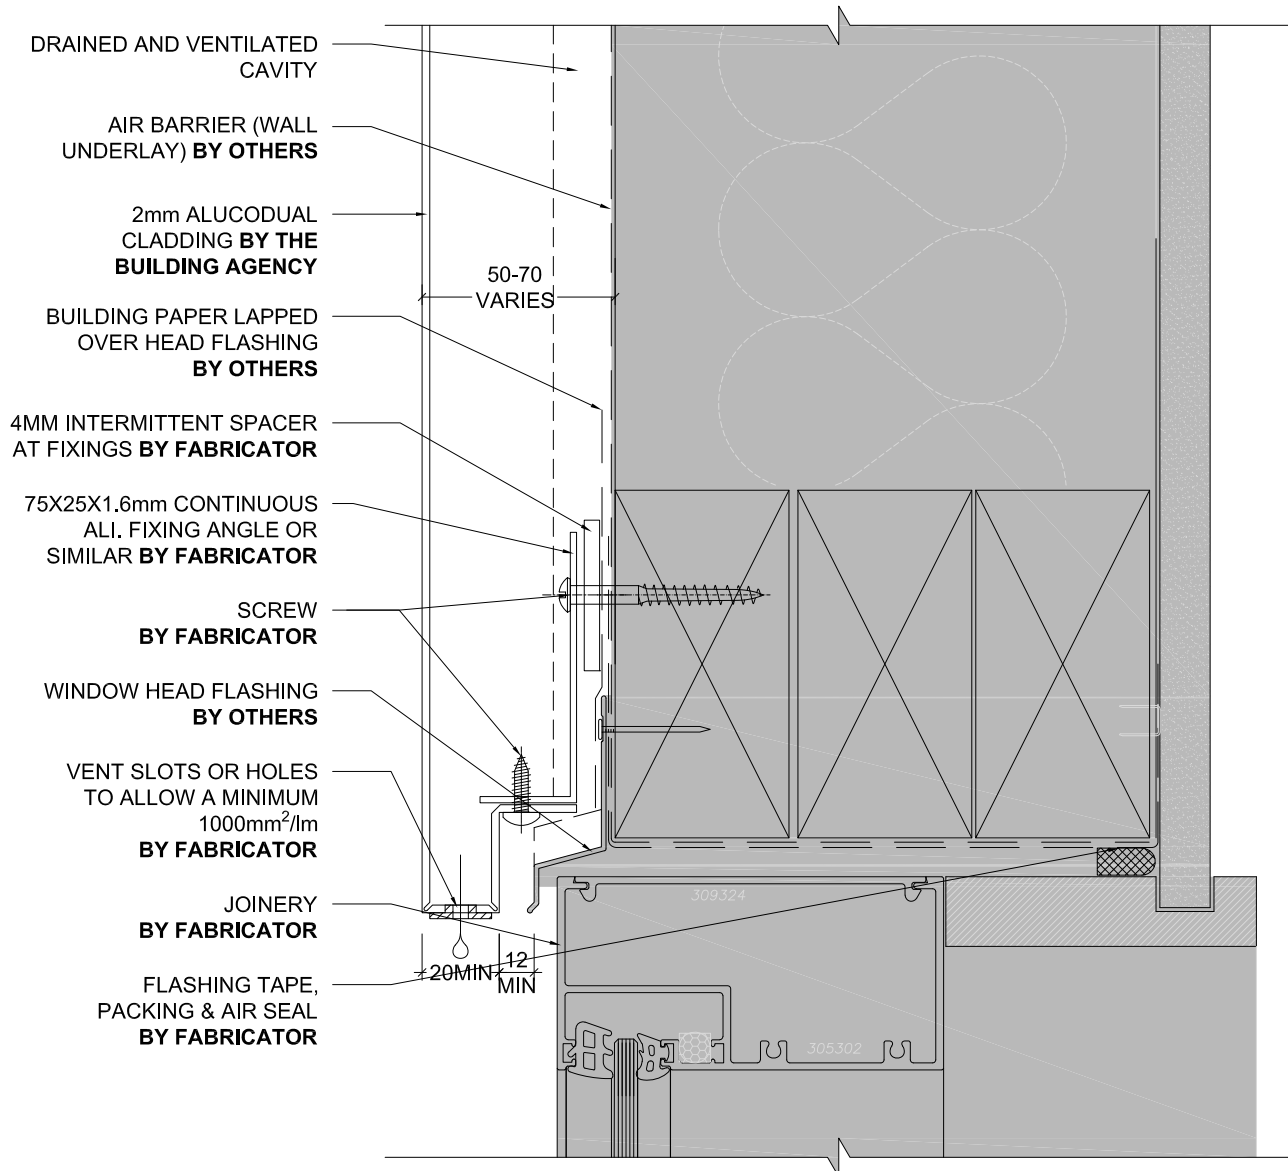 DRAINED AND VENTILATED
CAVITY
AIR BARRIER (WALL
UNDERLAY) BY OTHERS
2mm ALUCODUAL
CLADDING BY THE
BUILDING AGENCY
50-70
VARIES
BUILDING PAPER LAPPED
OVER HEAD FLASHING
BY OTHERS
4MM INTERMITTENT SPACER
AT FIXINGS BY FABRICATOR
75X25X1.6mm CONTINUOUS
ALI. FIXING ANGLE OR
SIMILAR BY FABRICATOR
SCREW
BY FABRICATOR
WINDOW HEAD FLASHING
BY OTHERS
VENT SLOTS OR HOLES
TO ALLOW A MINIMUM
1000mm²/lm
BY FABRICATOR
JOINERY
BY FABRICATOR
FLASHING TAPE,
PACKING & AIR SEAL
BY FABRICATOR
20MIN
12
MIN
309324
305302